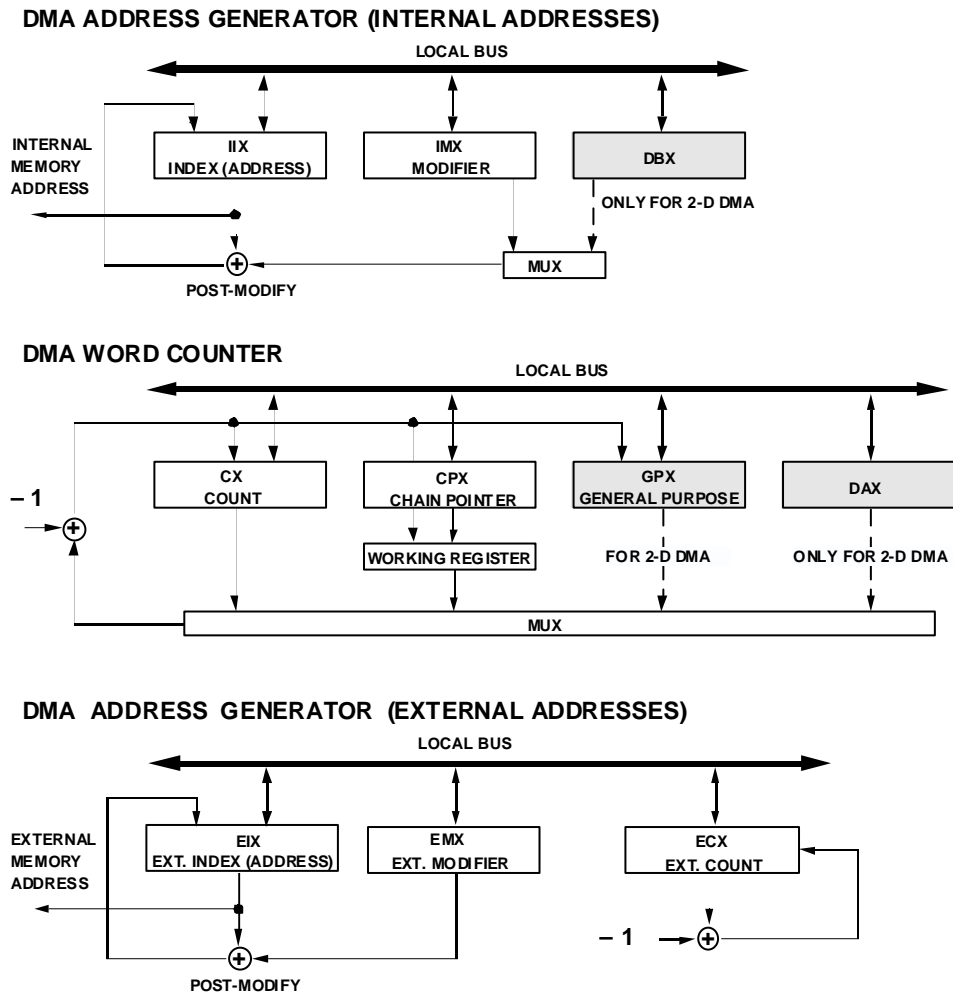 DMA ADDRESS GENERATOR (INTERNAL ADDRESSES)
LOCAL BUS
INTERNAL
MEMORY
ADDRESS
IIX
INDEX (ADDRESS)
IMX
MODIFIER
DBX
ONLY FOR 2-D DMA
MUX
POST-MODIFY
DMA WORD COUNTER
LOCAL BUS
CX
COUNT
CPX
CHAIN POINTER
GPX
GENERAL PURPOSE
DAX
– 1
WORKING REGISTER
FOR 2-D DMA
ONLY FOR 2-D DMA
MUX
DMA ADDRESS GENERATOR (EXTERNAL ADDRESSES)
LOCAL BUS
EXTERNAL
MEMORY
ADDRESS
EIX
EXT. INDEX (ADDRESS)
EMX
EXT. MODIFIER
ECX
EXT. COUNT
– 1
POST-MODIFY